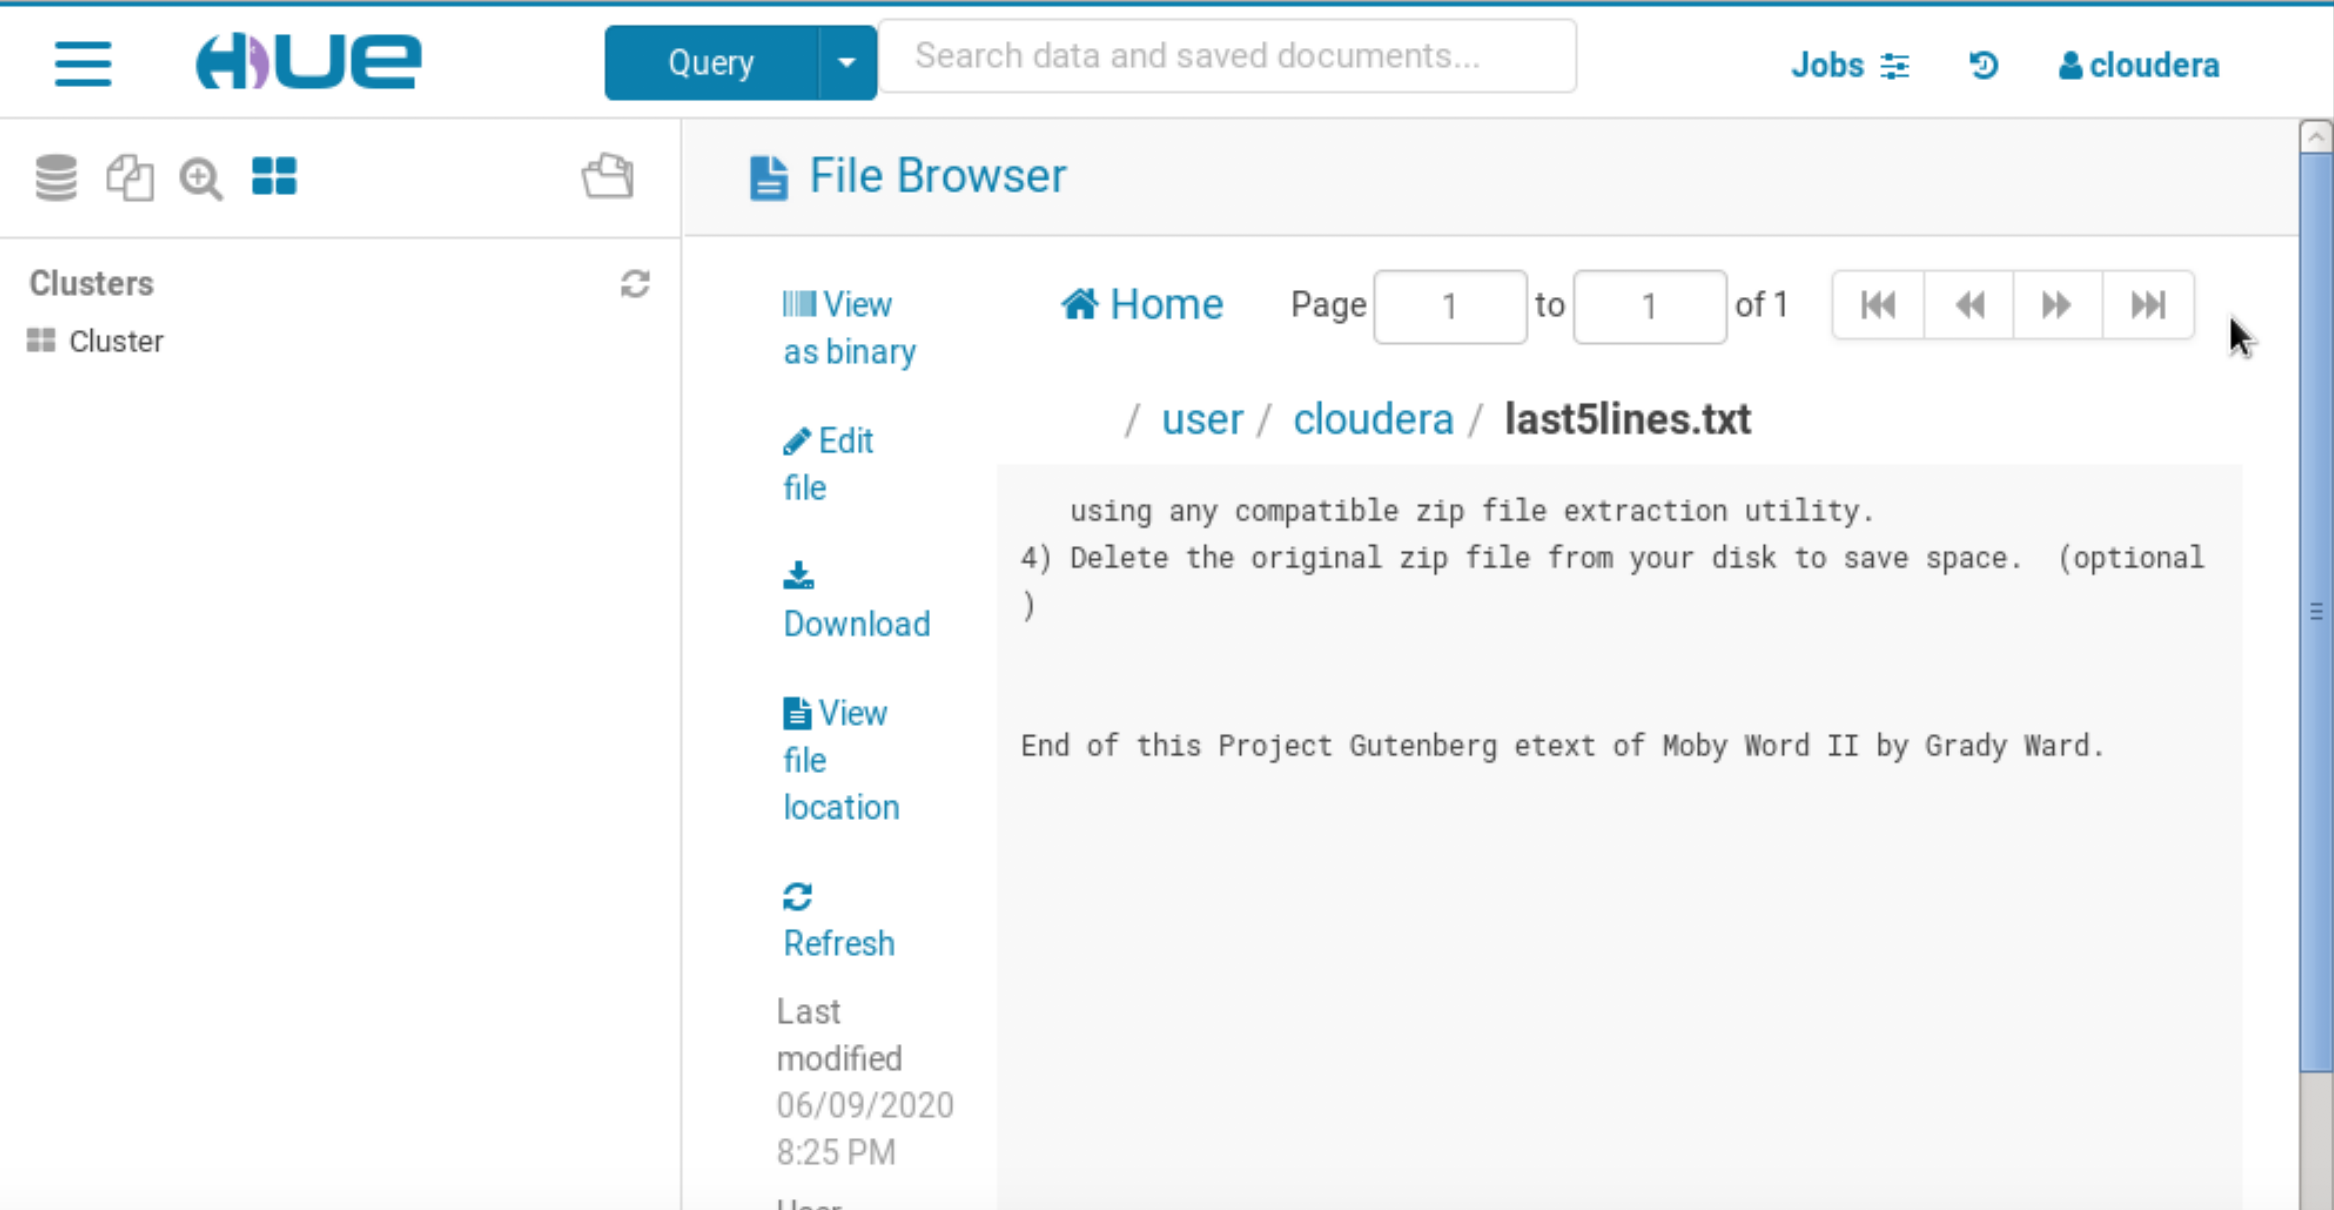 HUE
Query
Search data and saved documents...
Jobs
cloudera
Clusters
Cluster
File Browser
View
as binary
Edit
file
Download
View
file
location
Refresh
Last
modified
06/09/2020
8:25 PM
User
Home Page 1 to 1 of 1
/ user / cloudera / last5lines.txt
using any compatible zip file extraction utility.
4) Delete the original zip file from your disk to save space.  (optional
)
End of this Project Gutenberg etext of Moby Word II by Grady Ward.